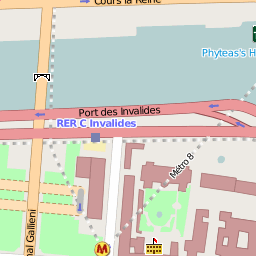 Cours la Reine
Phyteas's H
Port des Invalides
RER C Invalides
Métro 8
al Gallieni
M